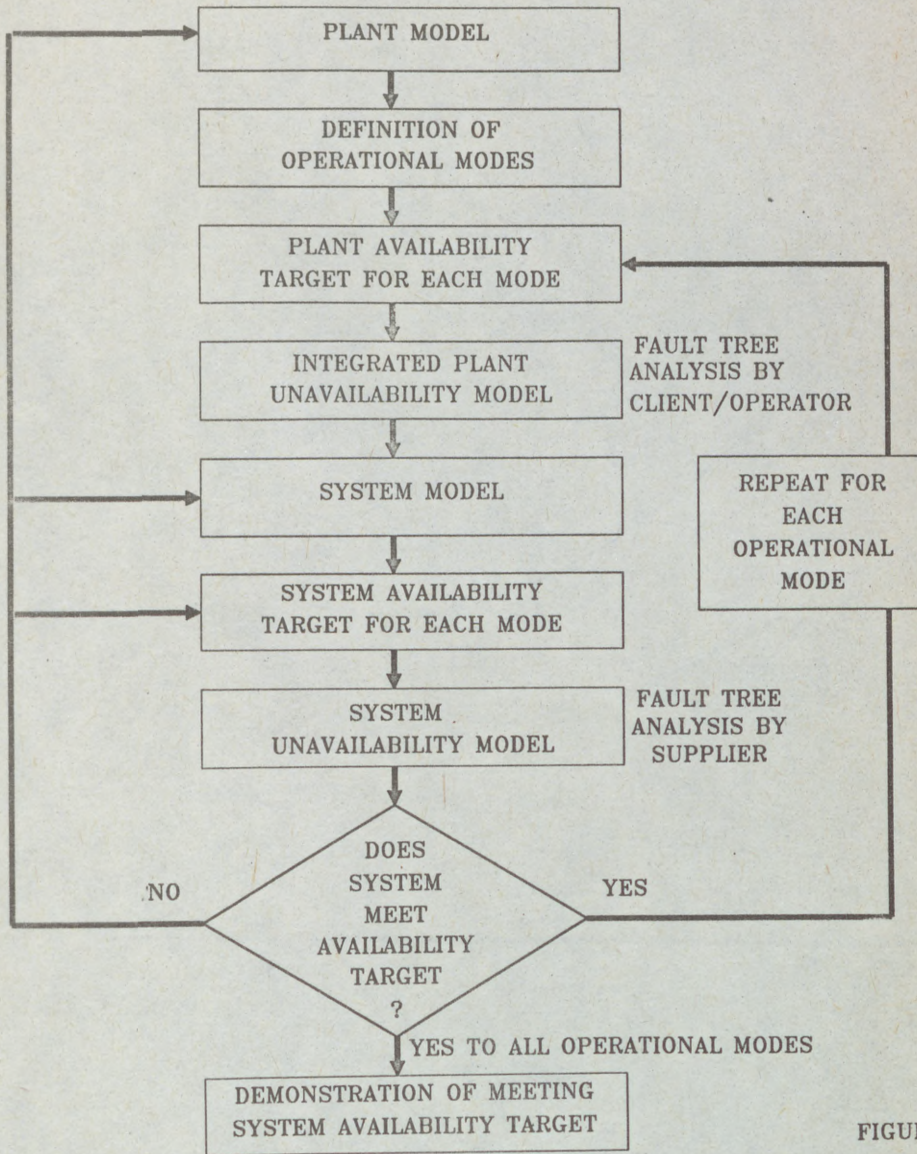 PLANT MODEL
DEFINITION OF
OPERATIONAL MODES
PLANT AVAILABILITY
TARGET FOR EACH MODE
INTEGRATED PLANT
UNAVAILABILITY MODEL
FAULT TREE
ANALYSIS BY
CLIENT/OPERATOR
SYSTEM MODEL
REPEAT FOR
EACH
OPERATIONAL
MODE
SYSTEM AVAILABILITY
TARGET FOR EACH MODE
SYSTEM
UNAVAILABILITY MODEL
FAULT TREE
ANALYSIS BY
SUPPLIER
DOES
SYSTEM
MEET
AVAILABILITY
TARGET
?
NO
YES
YES TO ALL OPERATIONAL MODES
DEMONSTRATION OF MEETING
SYSTEM AVAILABILITY TARGET